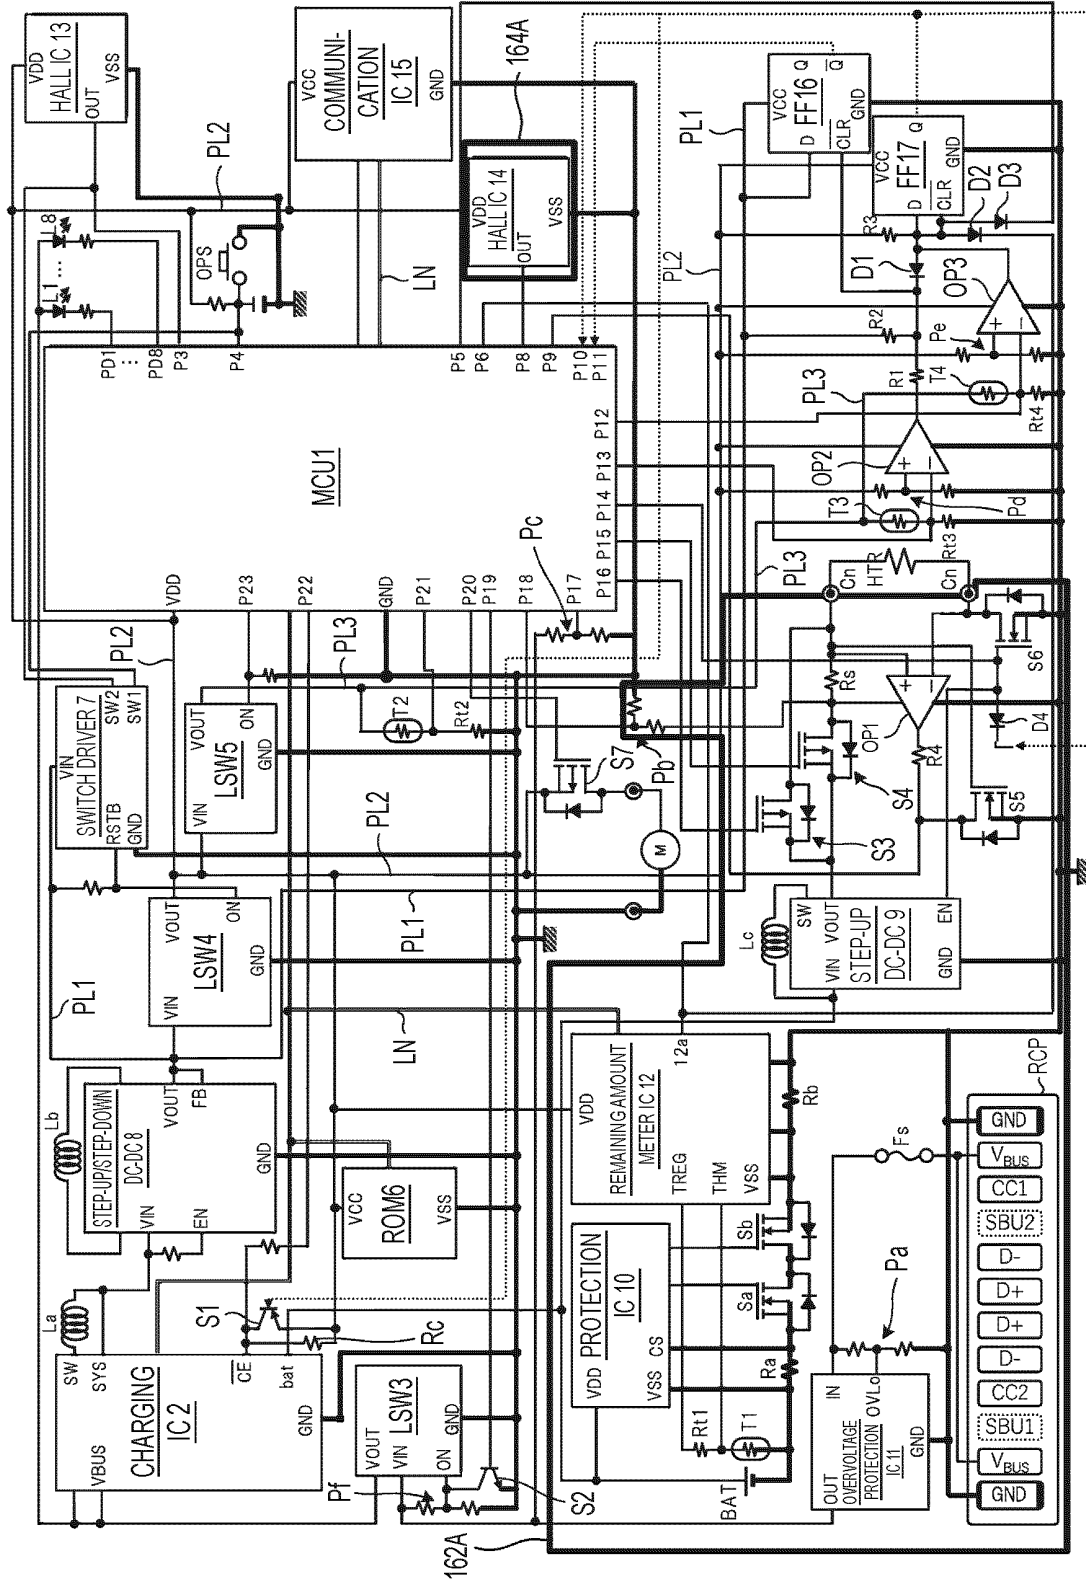 HALL IC 13
VDD
VSS
OUT
PL2
L8
...
L1
OPS
COMMUNI-
CATION
IC 15
VCC
GND
LN
164A
HALL IC 14
VDD
VSS
OUT
PL1
FF16
VCC
D
Q
Q
CLR
GND
FF17
VCC
D
Q
CLR
GND
D2
D3
R3
PL2
D1
OP3
R2
Pe
T4
PL3
R1
Rt4
OP2
Pd
T3
Rt3
PL3
MCU1
PD1
:
PD8
P3
P4
P5
P6
P8
P9
P10
P11
P12
P13
P14
P15
P16
P17
P18
P19
P20
P21
GND
P22
P23
VDD
Pc
PL2
SWITCH DRIVER 7
VIN
SW2
SW1
RSTB
GND
LSW5
VOUT
ON
VIN
GND
PL3
T2
Rt2
S7
Pb
M
PL2
PL1
LSW4
VOUT
ON
VIN
GND
PL1
LN
Cn
HTR
Cn
Rs
OP1
R4
S6
D4
S5
S4
S3
Lc
STEP-UP
DC-DC 9
SW
VOUT
VIN
EN
GND
Lb
STEP-UP/STEP-DOWN
DC-DC 8
VOUT
FB
VIN
EN
GND
ROM6
VCC
VSS
REMAINING AMOUNT
METER IC 12
12a
VDD
TREG
THM
VSS
Rb
PROTECTION
IC 10
VDD
VSS
CS
Sb
Sa
Ra
Rt1
T1
BAT
La
S1
Rc
CHARGING
IC 2
SW
SYS
CE
bat
VBUS
GND
LSW3
VOUT
VIN
ON
GND
Pf
S2
162A
Fs
Pa
OVERVOLTAGE
PROTECTION
IC 11
IN
OVLo
OUT
GND
RCP
GND
VBUS
CC1
SBU2
D-
D+
D+
D-
CC2
SBU1
VBUS
GND